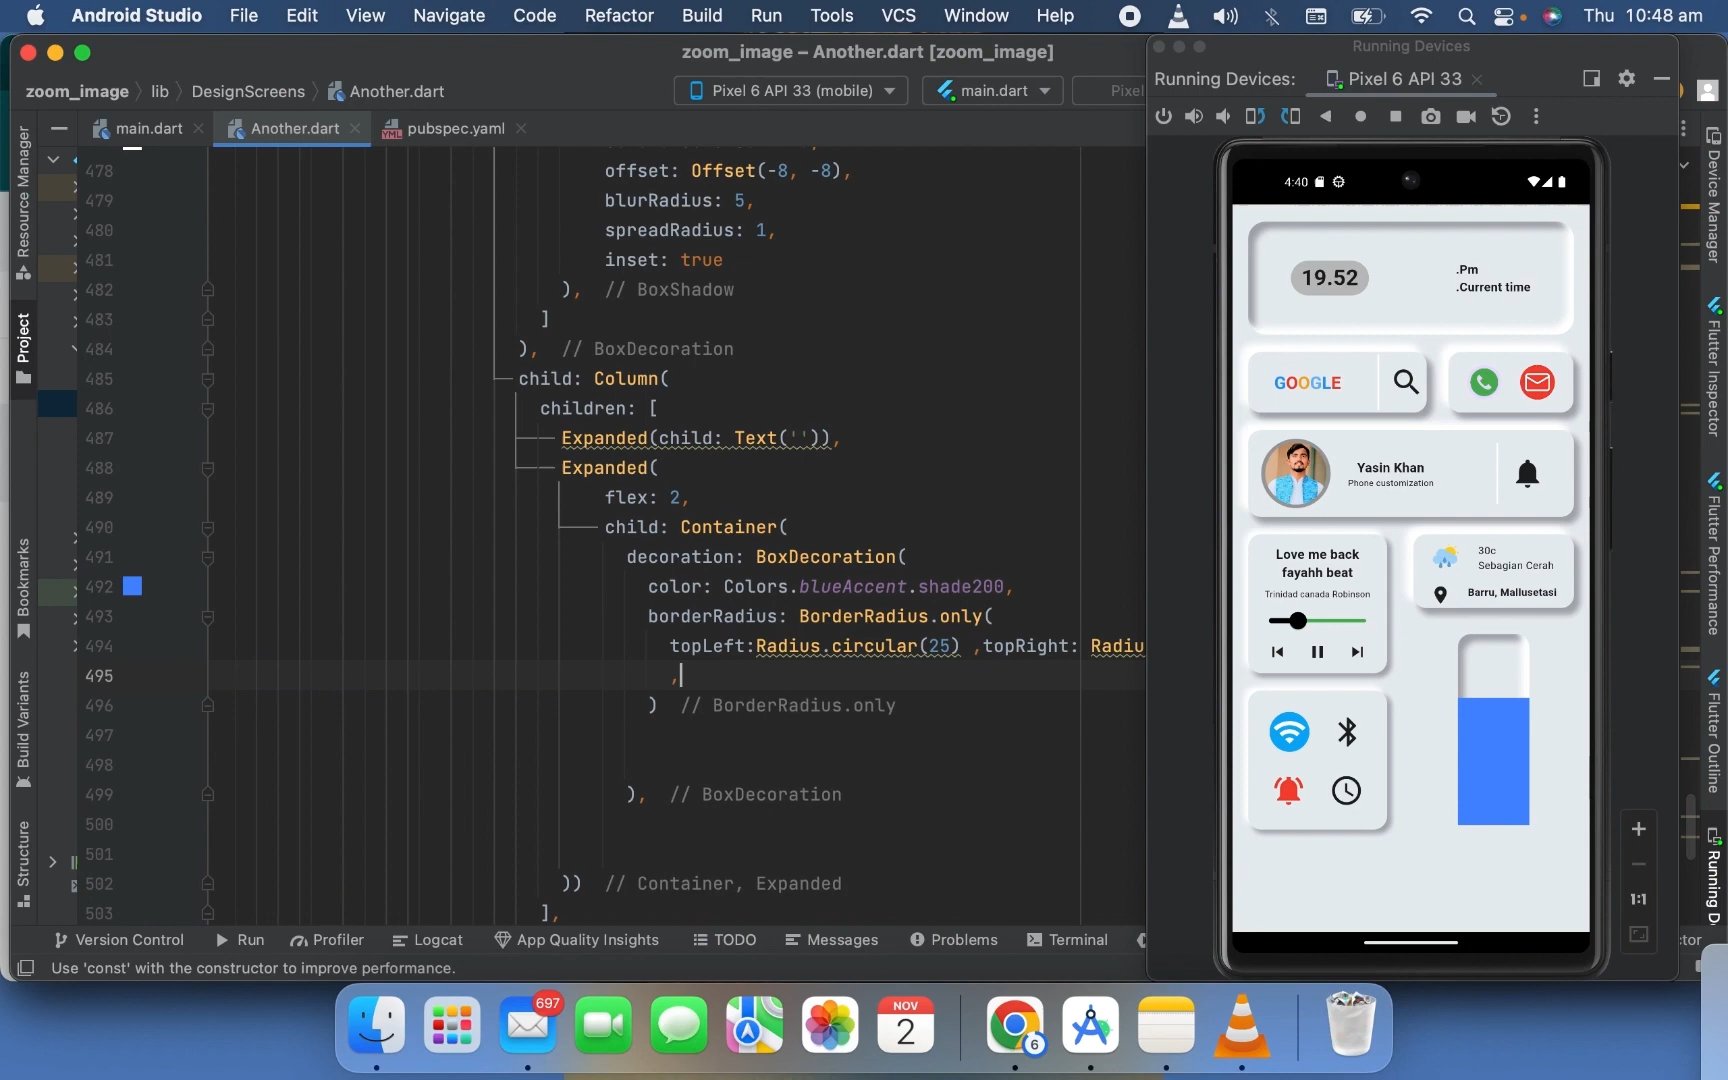 Android Studio File Edit View Navigate Code Refactor Build Run Tools VCS Window Help Thu 10:48 am
zoom_image – Another.dart [zoom_image]
Running Devices
zoom_image lib DesignScreens Another.dart Pixel 6 API 33 (mobile) main.dart Pixel
Running Devices: Pixel 6 API 33
main.dart Another.dart pubspec.yaml
Resource Manager
Project
Bookmarks
Build Variants
Structure
478 offset: Offset(-8, -8),
479 blurRadius: 5,
480 spreadRadius: 1,
481 inset: true
482 ), // BoxShadow
483 ]
484 ), // BoxDecoration
485 child: Column(
486 children: [
487 Expanded(child: Text('')),
488 Expanded(
489 flex: 2,
490 child: Container(
491 decoration: BoxDecoration(
492 color: Colors.blueAccent.shade200,
493 borderRadius: BorderRadius.only(
494 topLeft:Radius.circular(25) ,topRight: Radiu
495 ,
496 ) // BorderRadius.only
497
498
499 ), // BoxDecoration
500
501
502 )) // Container, Expanded
503 ],
4:40
19.52
.Pm
.Current time
GOOGLE
Yasin Khan
Phone customization
Love me back
fayahh beat
Trinidad canada Robinson
30c
Sebagian Cerah
Barru, Mallusetasi
1:1
Device Manager
Flutter Inspector
Flutter Performance
Flutter Outline
Running D
Version Control Run Profiler Logcat App Quality Insights TODO Messages Problems Terminal
ctor
Use 'const' with the constructor to improve performance.
697
NOV
2
6